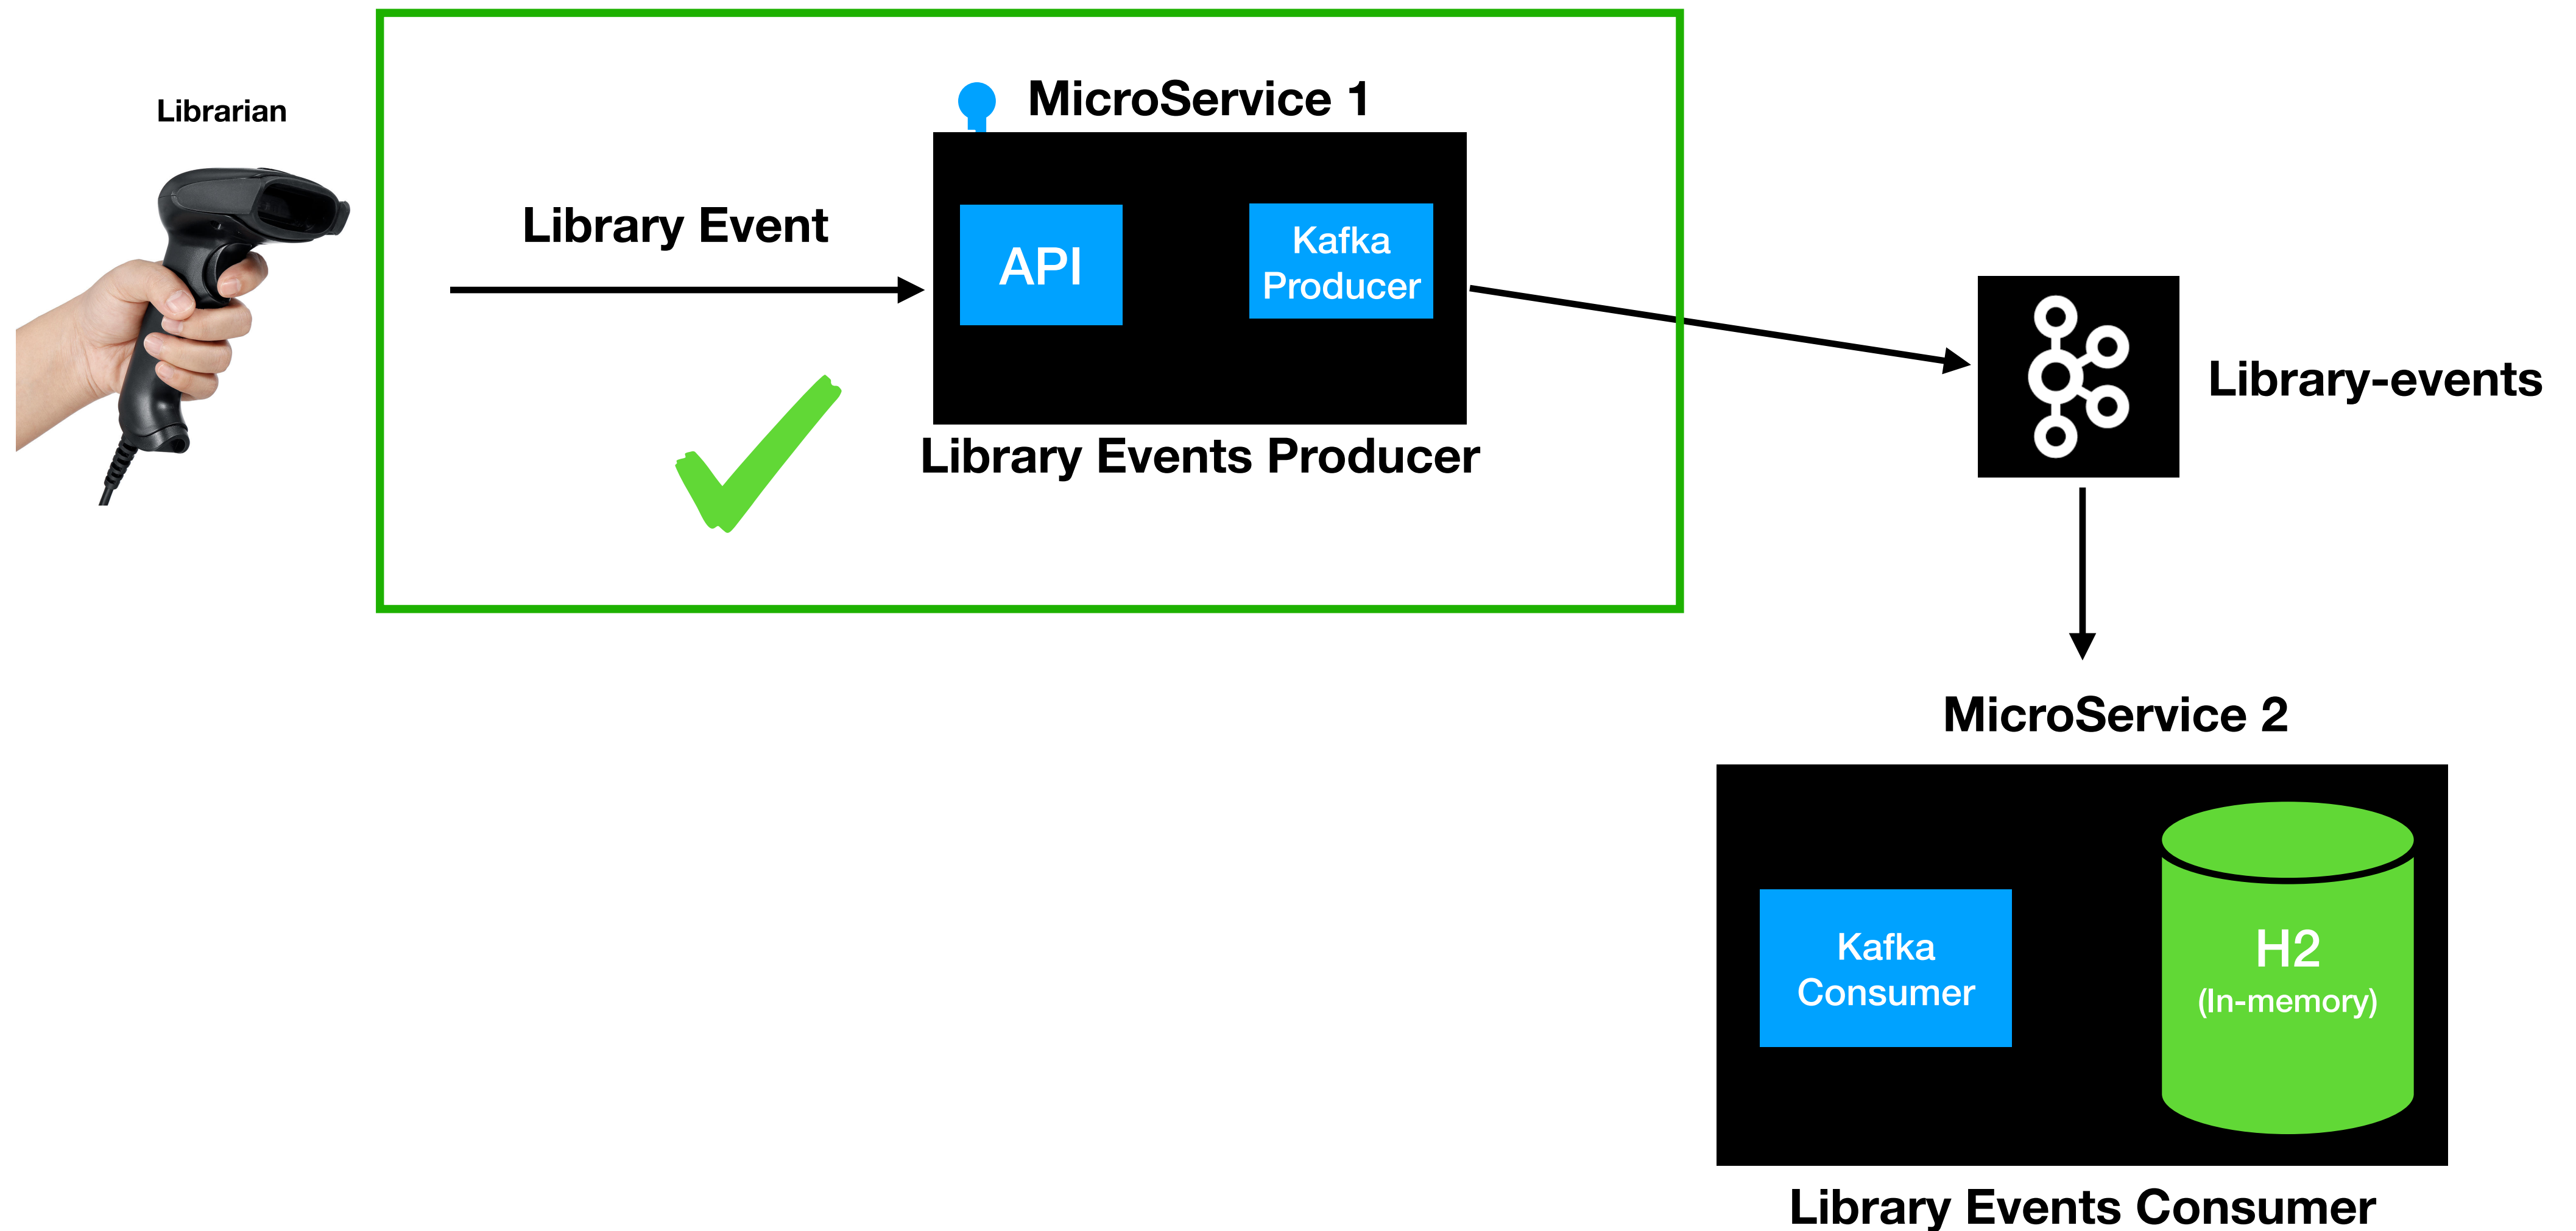 Librarian
MicroService 1
Library Event
API
Kafka
Producer
Library Events Producer
Library-events
MicroService 2
Kafka
Consumer
H2
(In-memory)
Library Events Consumer